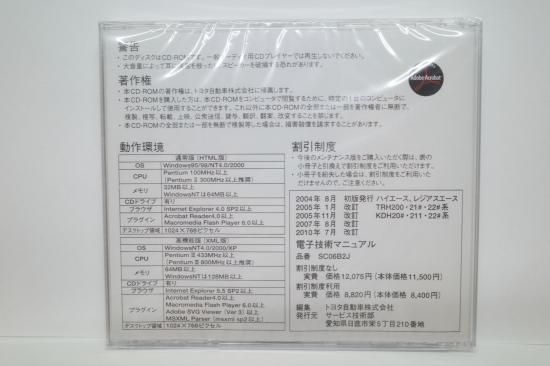 警告
・このディスクはCD-ROMです。一般オーディオ用CDプレイヤーでは再生しないでください。
・大音量によって耳に障害を被ったり、スピーカーを破損する恐れがあります。
著作権
・本CD-ROMの著作権は、トヨタ自動車株式会社に帰属します。
・本CD-ROMを購入した方は、本CD-ROMをコンピュータで閲覧するために、特定の1台のコンピュータに
インストールして使用することができます。これ以外に本CD-ROMの全部または一部を著作権者に無断で、
複製、複写、転載、上映、公衆送信、貸与、翻訳、翻案、改変することを禁じます。
・CD-ROMの全部または一部を無断で複製等した場合は、損害賠償を請求します。
Adobe Acrobat
動作環境
通常版 (HTML版)
OS Windows95/98/NT4.0/2000
CPU Pentium 100MHz以上
(Pentium Ⅱ 300MHz以上推奨)
メモリ 32MB以上
WindowsNTは64MB以上
CDドライブ 有り
ブラウザ Internet Explorer 4.0 SP2以上
プラグイン Acrobat Reader4.0以上
Macromedia Flash Player 6.0以上
デスクトップ領域 1024×768ピクセル
高機能版 (XML版)
OS WindowsNT4.0/2000/XP
CPU Pentium Ⅱ 433MHz以上
(Pentium Ⅲ 800MHz以上推奨)
メモリ 64MB以上
WindowsNTは128MB以上
CDドライブ 有り
ブラウザ Internet Explorer 5.5 SP2以上
プラグイン Acrobat Reader4.0以上
Macromedia Flash Player 6.0以上
Adobe SVG Viewer (Ver 3) 以上
MSXML Parser (msxml sp2以上)
デスクトップ領域 1024×768ピクセル
割引制度
・今後のメンテナンス版をご購入いただく際は、裏の
小冊子と引換えで割引制度をご利用いただけます。
・小冊子を紛失した場合は、割引制度をご利用いた
だけませんので、ご注意ください。
2004年 8月 初版発行 ハイエース、レジアスエース
2005年 1月 改訂 TRH200・21#・22#系
2005年11月 改訂 KDH20#・211・22#系
2007年 8月 改訂
2010年 7月 改訂
電子技術マニュアル
品番 SC06B2J
割引制度なし
実費 価格12,075円 (本体価格11,500円)
割引制度利用
実費 価格 8,820円 (本体価格 8,400円)
編集 トヨタ自動車株式会社
発行元 サービス技術部
愛知県日進市栄5丁目210番地